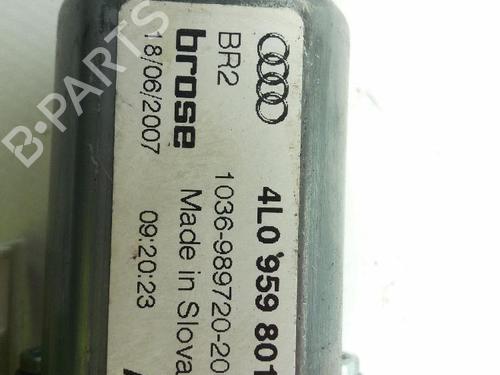 4L0 959 801
BR2 1036-989720-20
brose Made in Slova
18/06/2007 09:20:23
B-PARTS